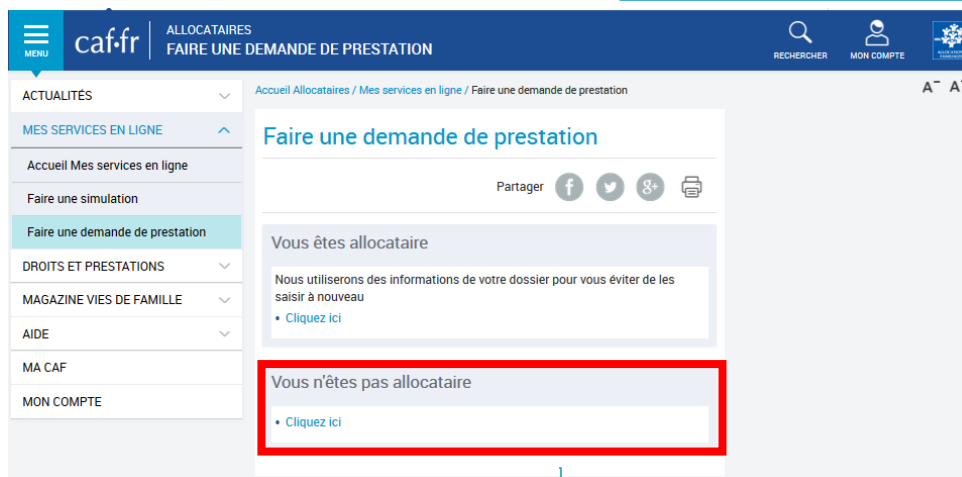 MENU
caf·fr
ALLOCATAIRES
FAIRE UNE DEMANDE DE PRESTATION
RECHERCHER
MON COMPTE
ACTUALITÉS
MES SERVICES EN LIGNE
Accueil Mes services en ligne
Faire une simulation
Faire une demande de prestation
DROITS ET PRESTATIONS
MAGAZINE VIES DE FAMILLE
AIDE
MA CAF
MON COMPTE
Accueil Allocataires / Mes services en ligne / Faire une demande de prestation
A⁻ A
Faire une demande de prestation
Partager
Vous êtes allocataire
Nous utiliserons des informations de votre dossier pour vous éviter de les
saisir à nouveau
• Cliquez ici
Vous n'êtes pas allocataire
• Cliquez ici